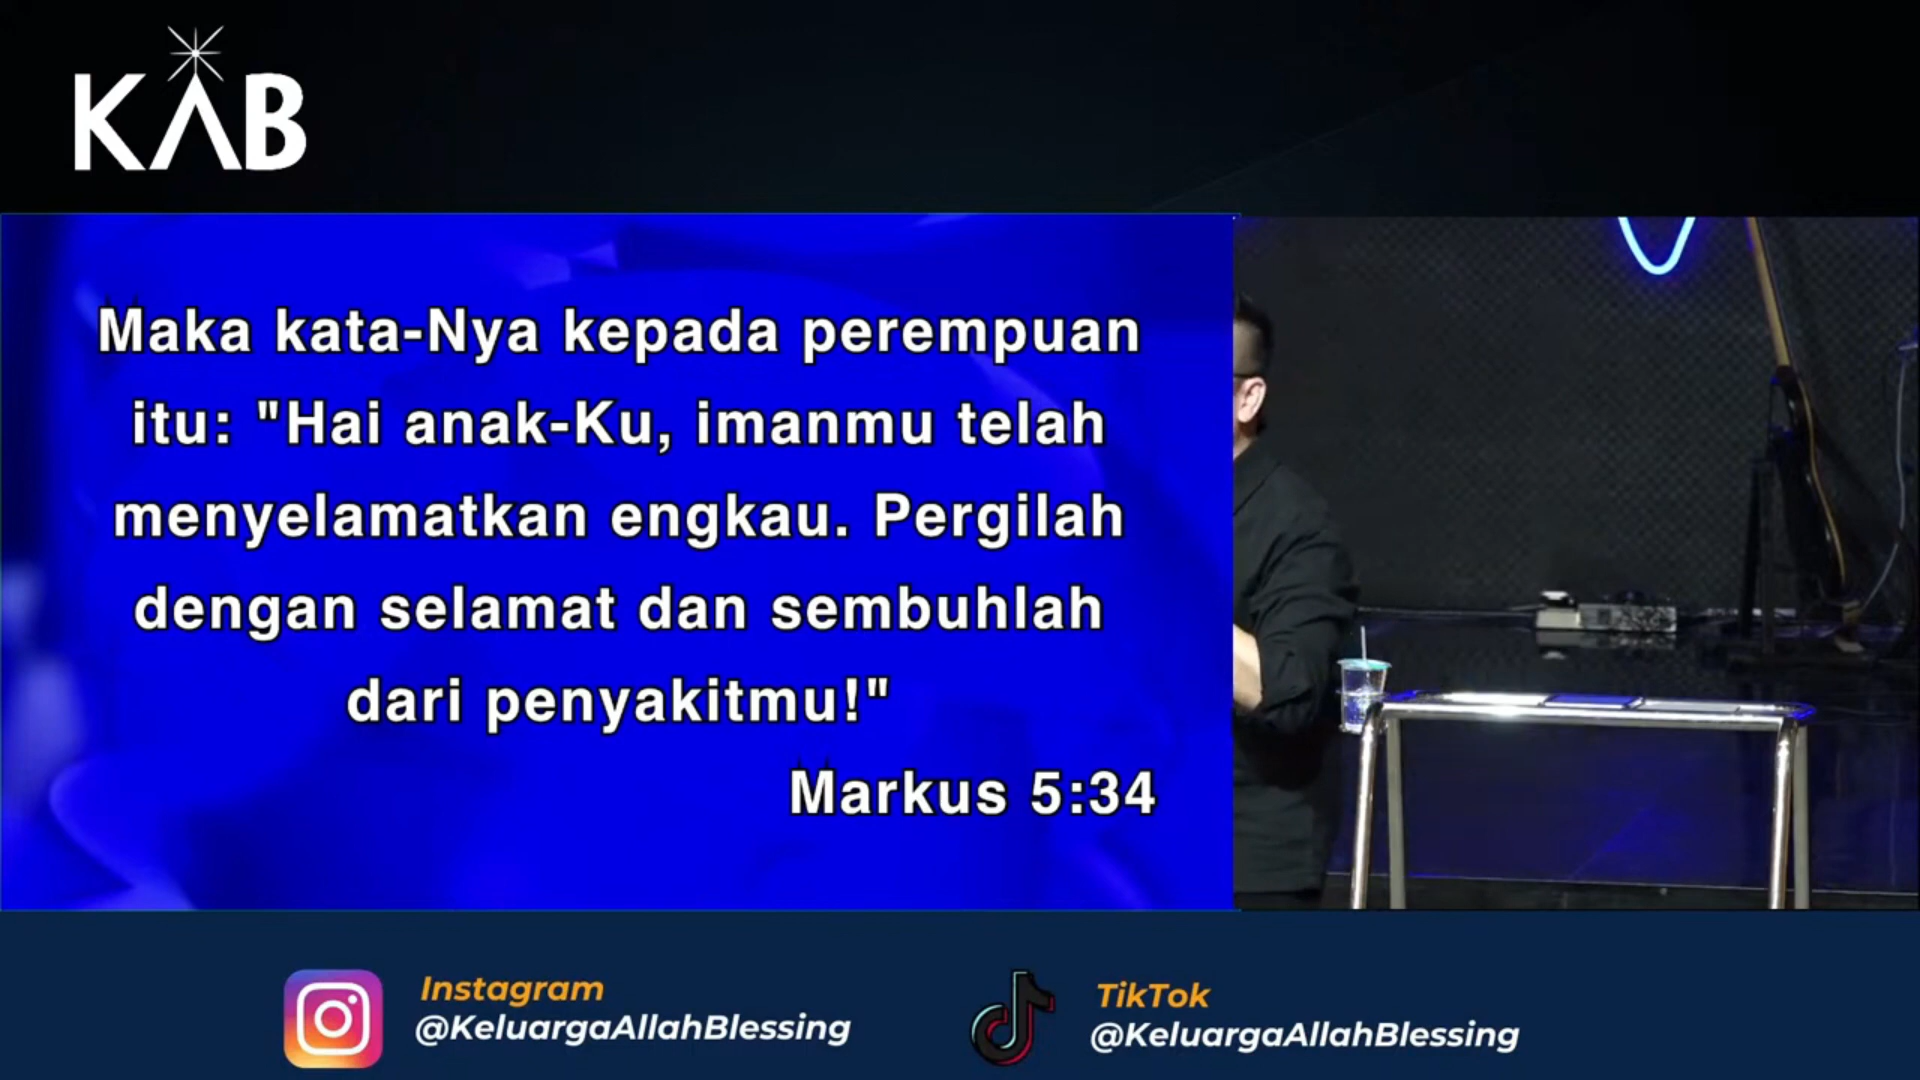 KAB
Maka kata-Nya kepada perempuan
itu: "Hai anak-Ku, imanmu telah
menyelamatkan engkau. Pergilah
dengan selamat dan sembuhlah
dari penyakitmu!"
Markus 5:34
Instagram
@KeluargaAllahBlessing
TikTok
@KeluargaAllahBlessing